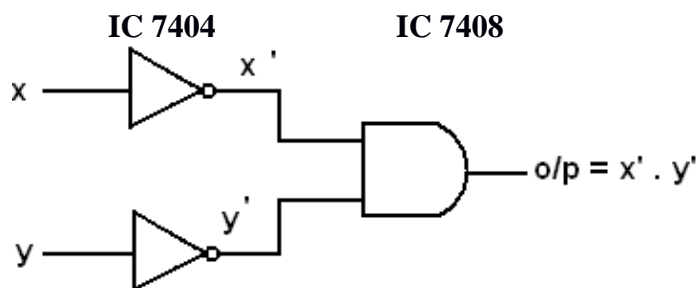 IC 7404 IC 7408
x x '
o/p = x' . y'
y y '